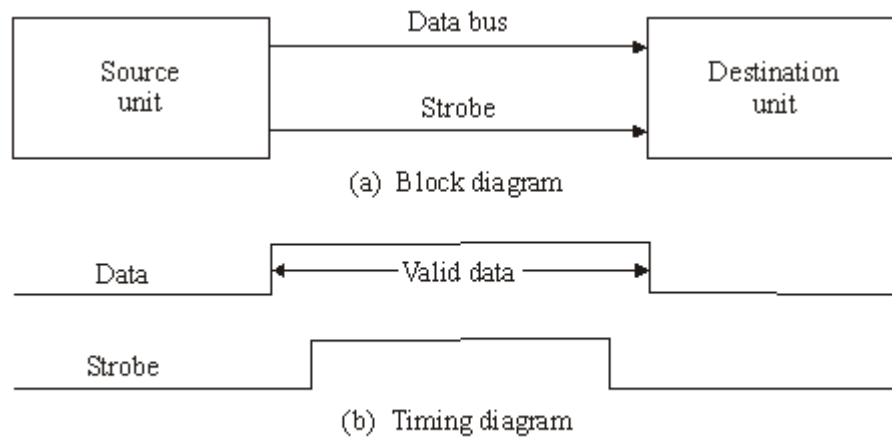 Data bus
Source
unit
Destination
unit
Strobe
(a) Block diagram
Data
Valid data
Strobe
(b) Timing diagram